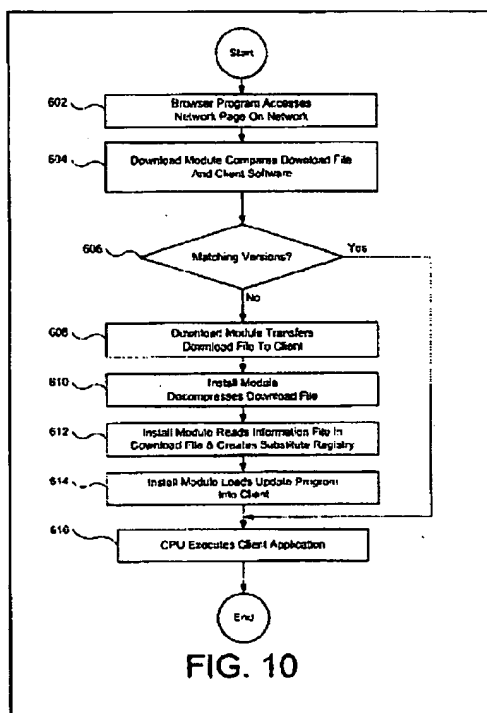 Start
602
Browser Program Accesses
Network Page On Network
604
Download Module Compares Download File
And Client Software
606
Matching Versions?
Yes
No
608
Download Module Transfers
Download File To Client
610
Install Module
Decompresses Download File
612
Install Module Reads Information File In
Download File & Creates Substitute Registry
614
Install Module Loads Update Program
Into Client
616
CPU Executes Client Application
End
FIG. 10